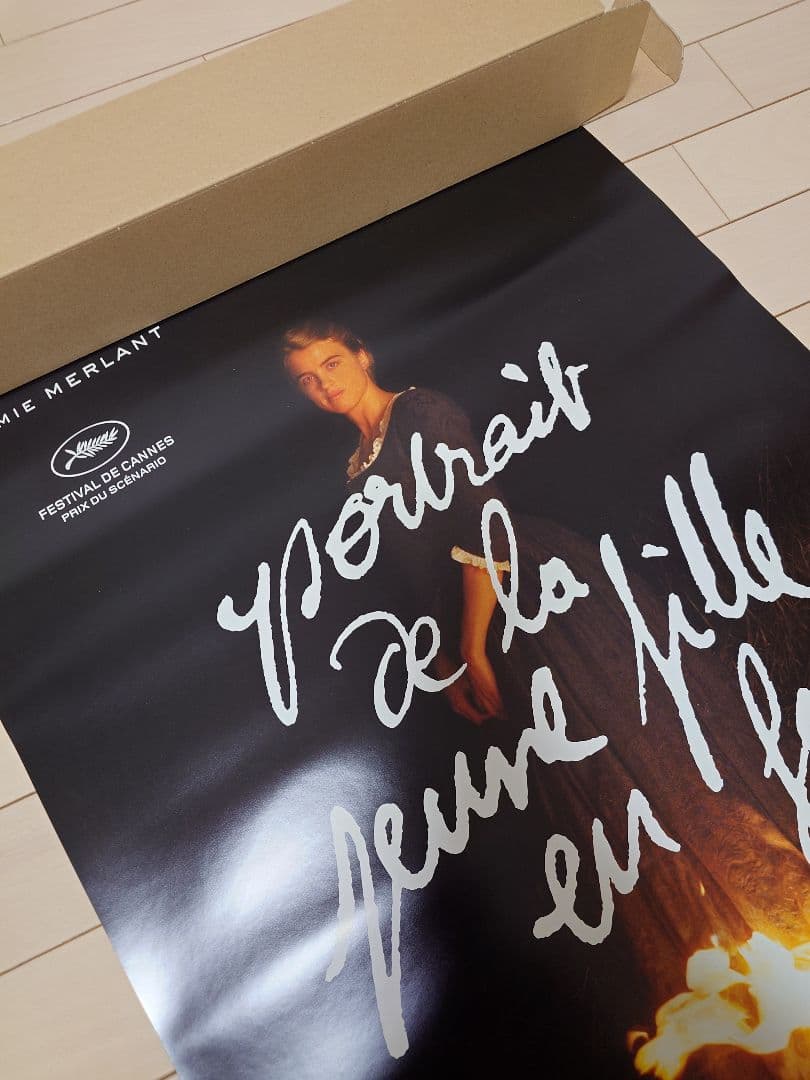 MIE MERLANT
FESTIVAL DE CANNES
PRIX DU SCÉNARIO
portrait
de la fille
jeune
en f